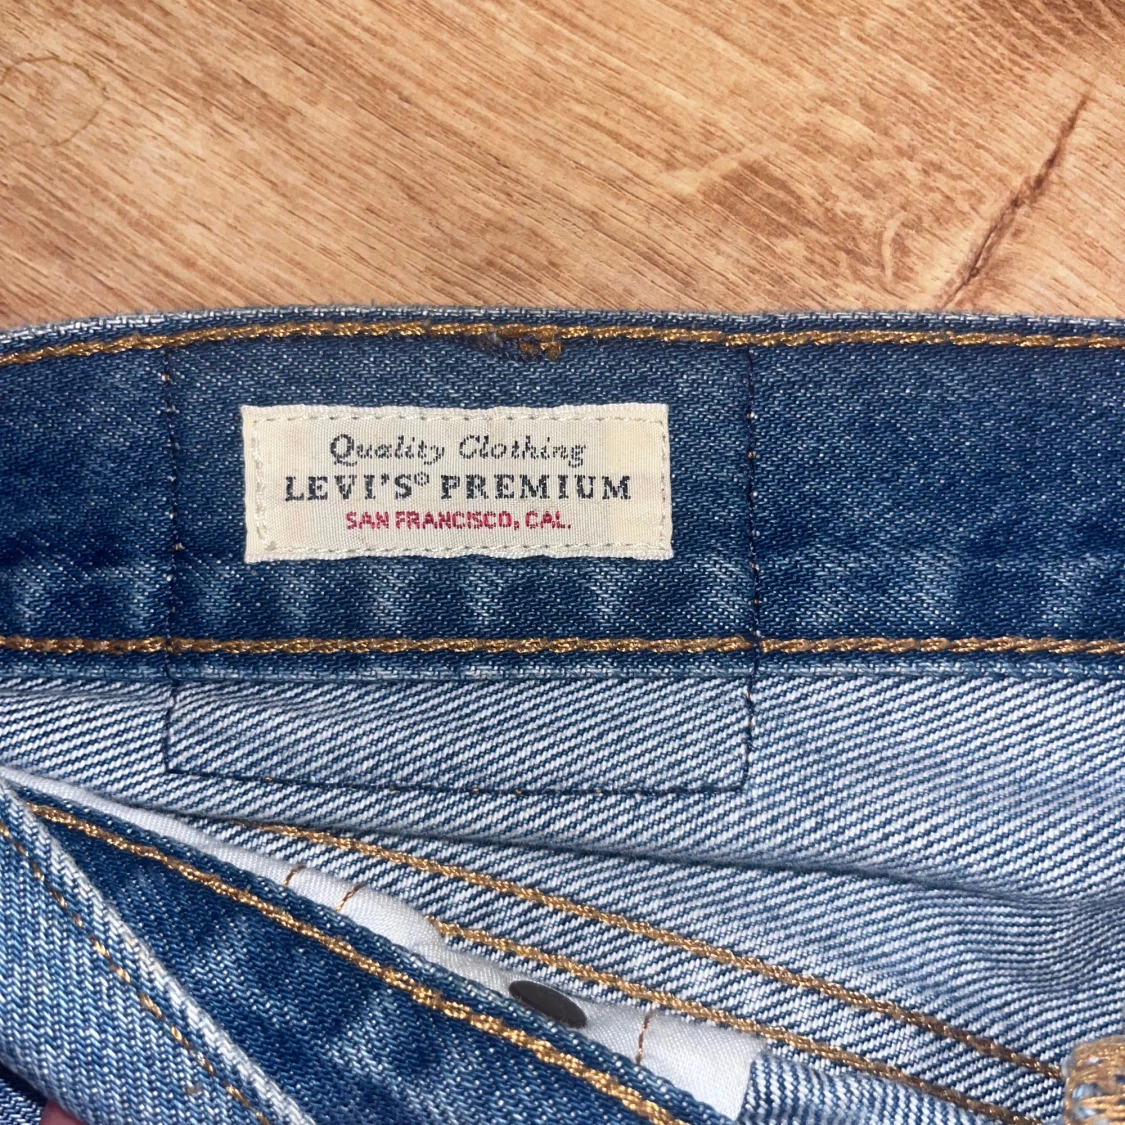 Quality Clothing
LEVI'S® PREMIUM
SAN FRANCISCO, CAL.